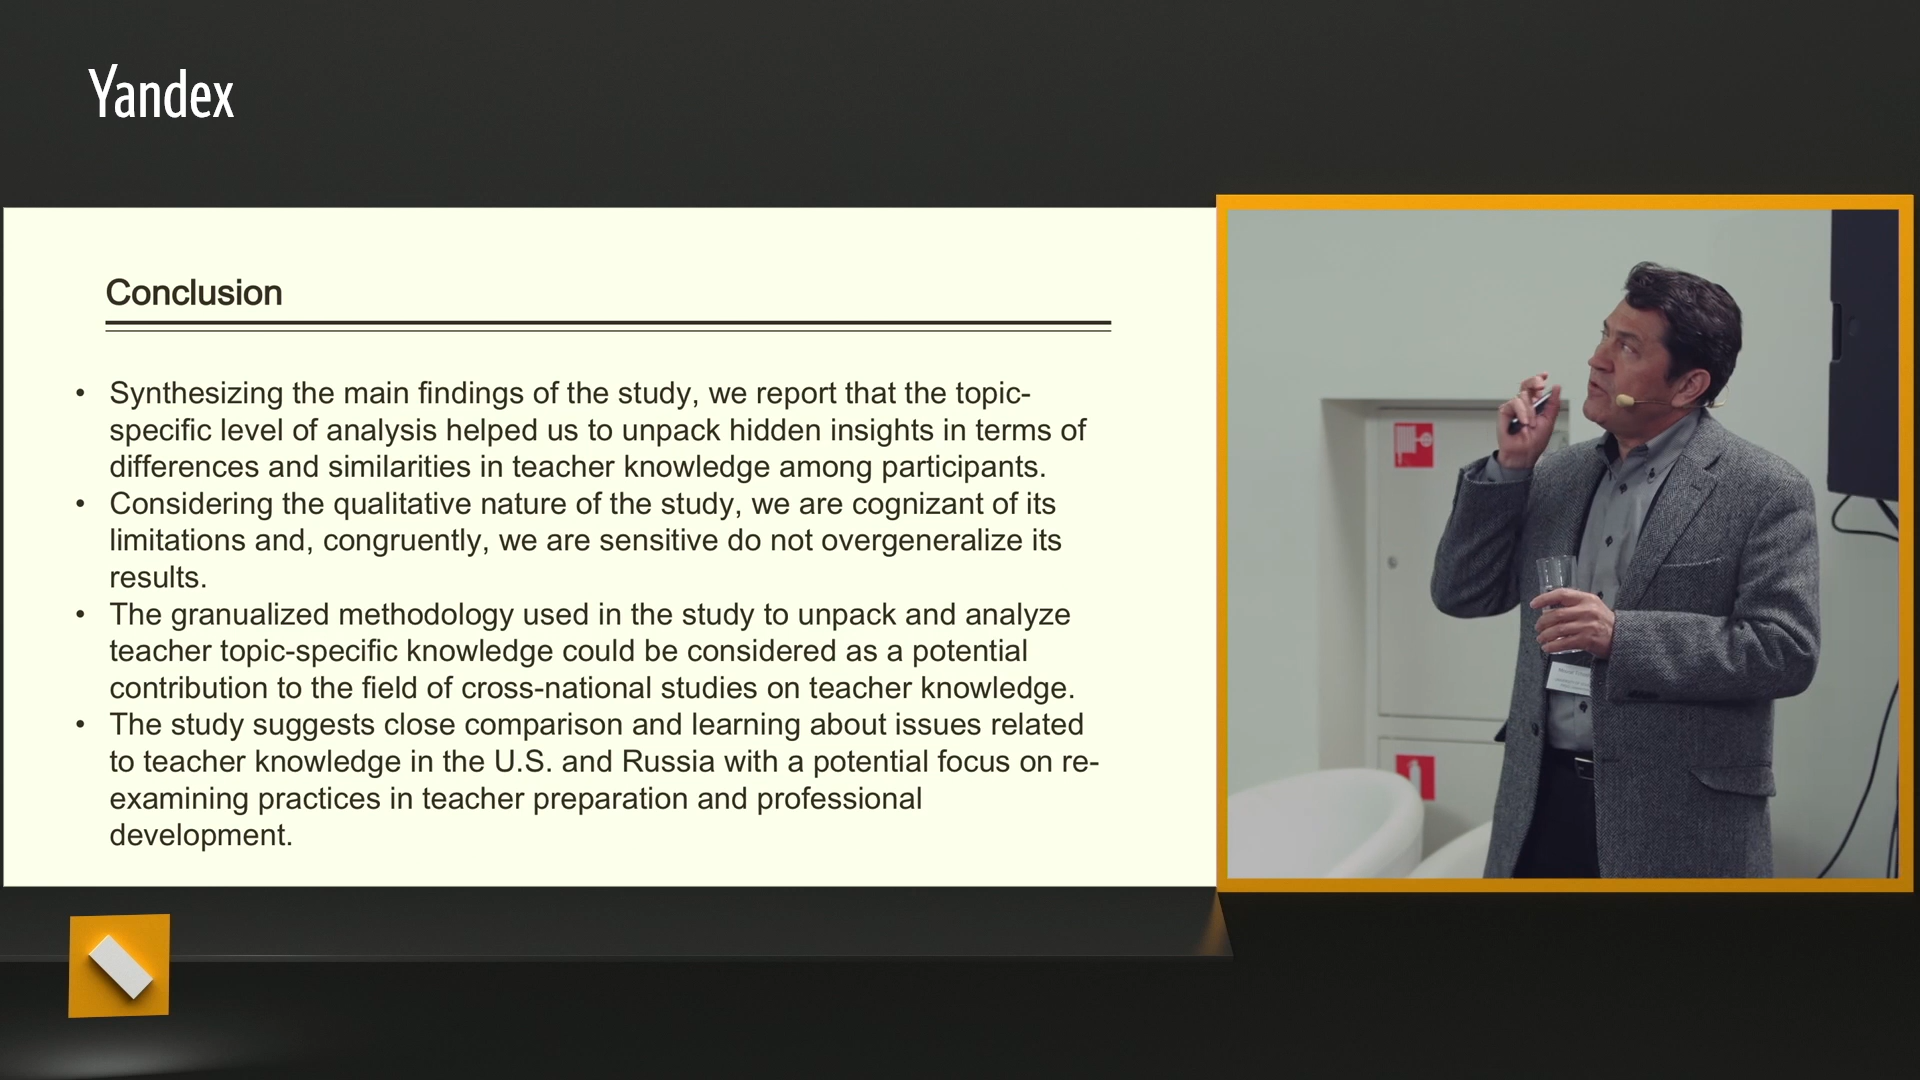 Yandex
Conclusion
• Synthesizing the main findings of the study, we report that the topic-
specific level of analysis helped us to unpack hidden insights in terms of
differences and similarities in teacher knowledge among participants.
• Considering the qualitative nature of the study, we are cognizant of its
limitations and, congruently, we are sensitive do not overgeneralize its
results.
• The granualized methodology used in the study to unpack and analyze
teacher topic-specific knowledge could be considered as a potential
contribution to the field of cross-national studies on teacher knowledge.
• The study suggests close comparison and learning about issues related
to teacher knowledge in the U.S. and Russia with a potential focus on re-
examining practices in teacher preparation and professional
development.